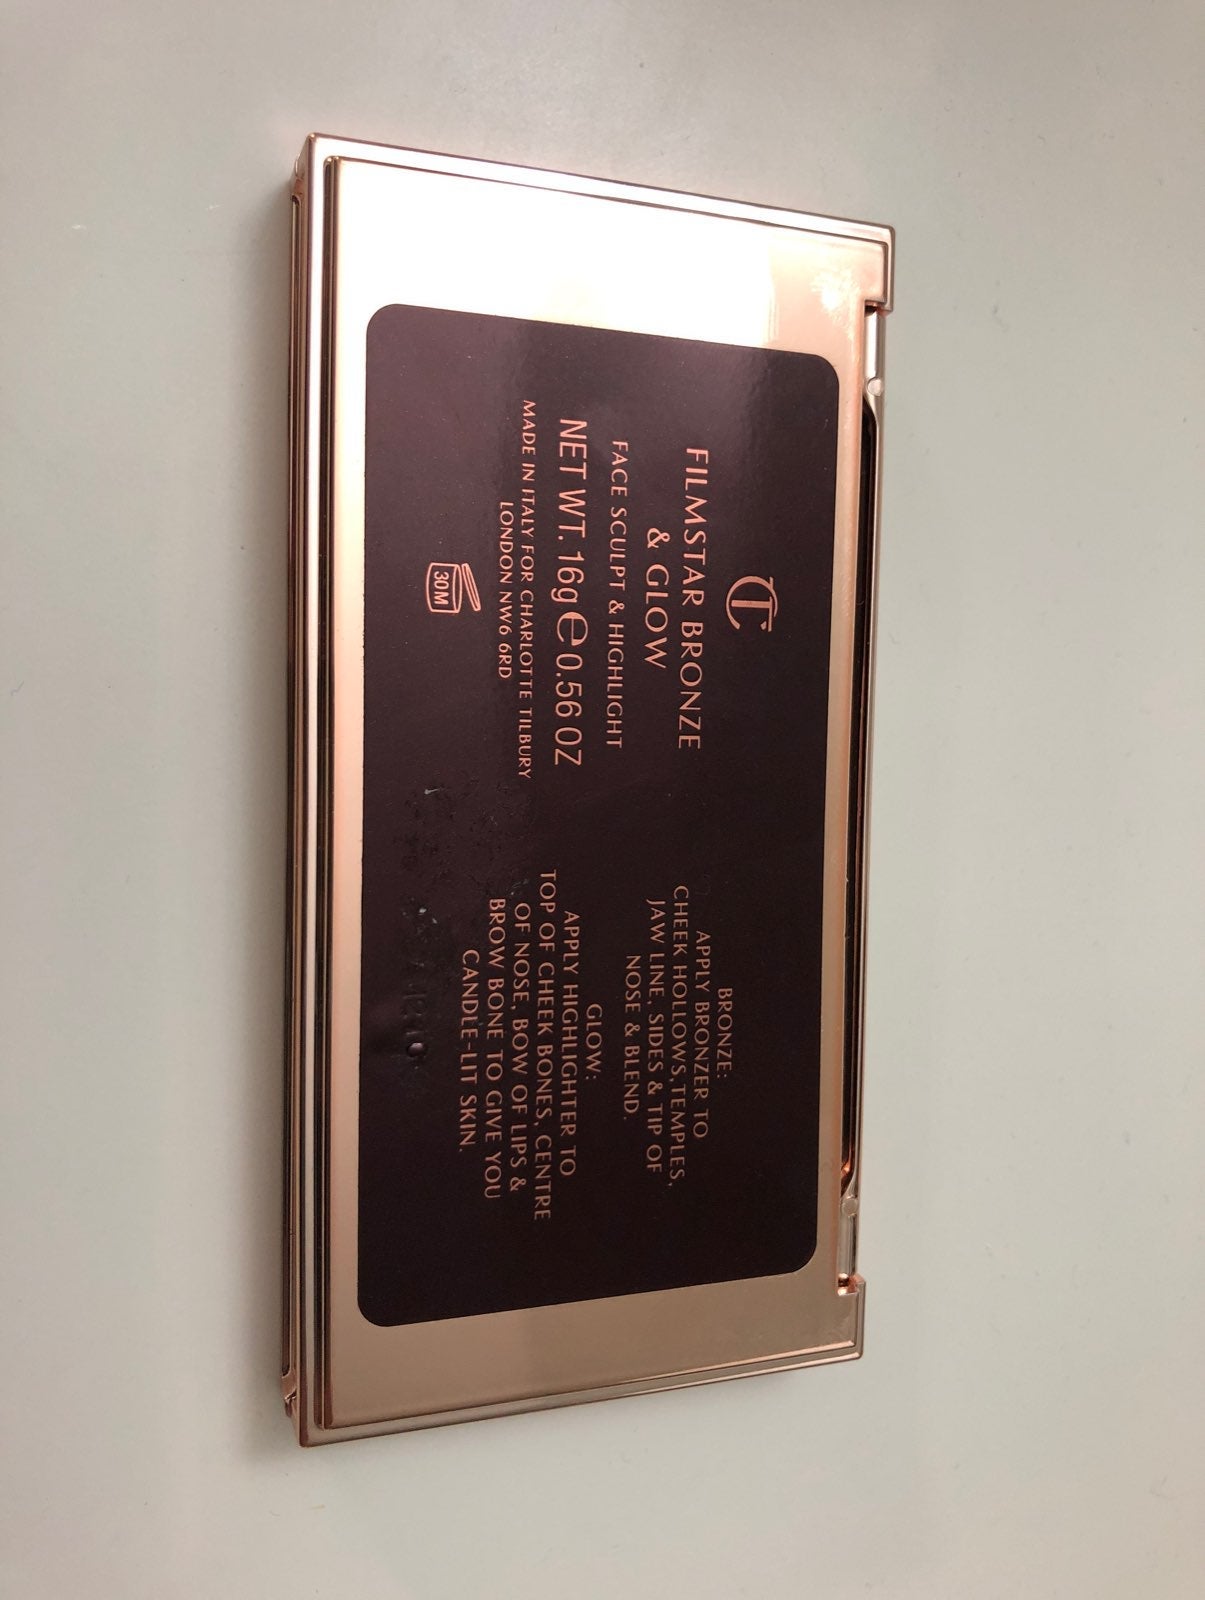 CT
FILMSTAR BRONZE
& GLOW
FACE SCULPT & HIGHLIGHT
NET WT. 16g ℮ 0.56 OZ
MADE IN ITALY FOR CHARLOTTE TILBURY
LONDON NW6 6RD
30M
BRONZE:
APPLY BRONZER TO
CHEEK HOLLOWS, TEMPLES,
JAW LINE, SIDES & TIP OF
NOSE & BLEND.
GLOW:
APPLY HIGHLIGHTER TO
TOP OF CHEEK BONES, CENTRE
OF NOSE, BOW OF LIPS &
BROW BONE TO GIVE YOU
CANDLE-LIT SKIN.